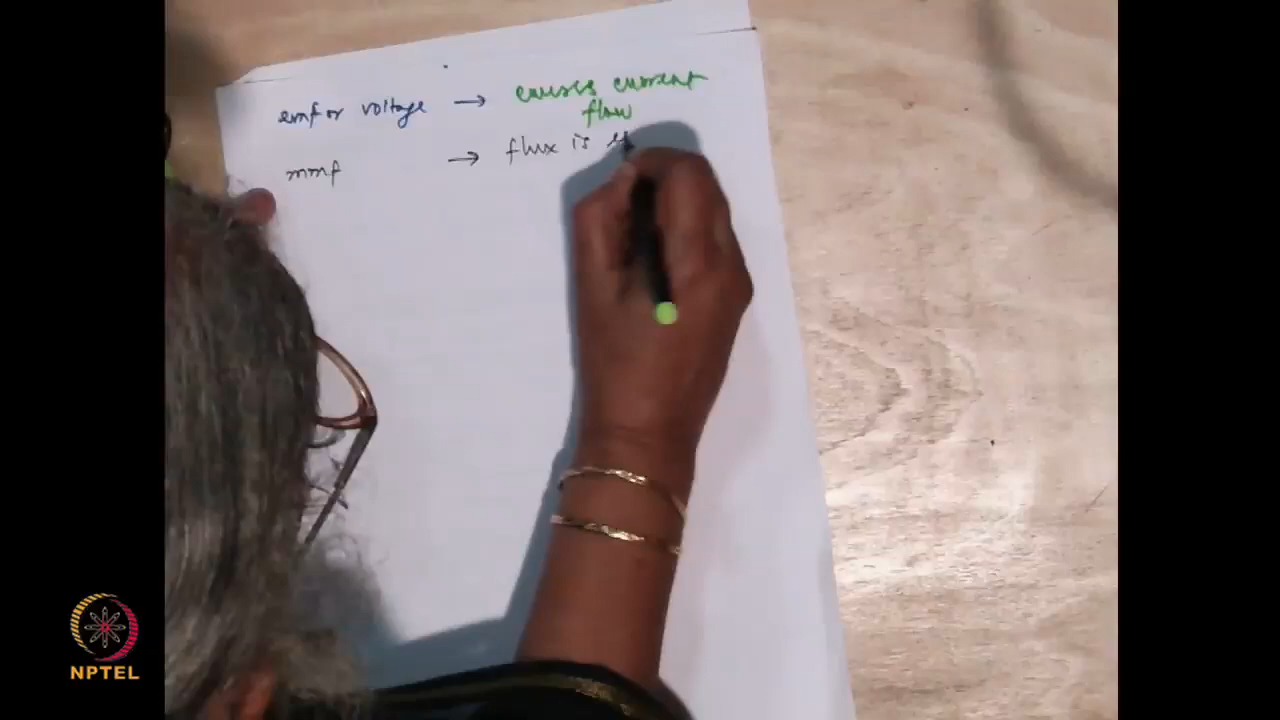 emf or voltage → causes current
flow
mmf → flux is
NPTEL